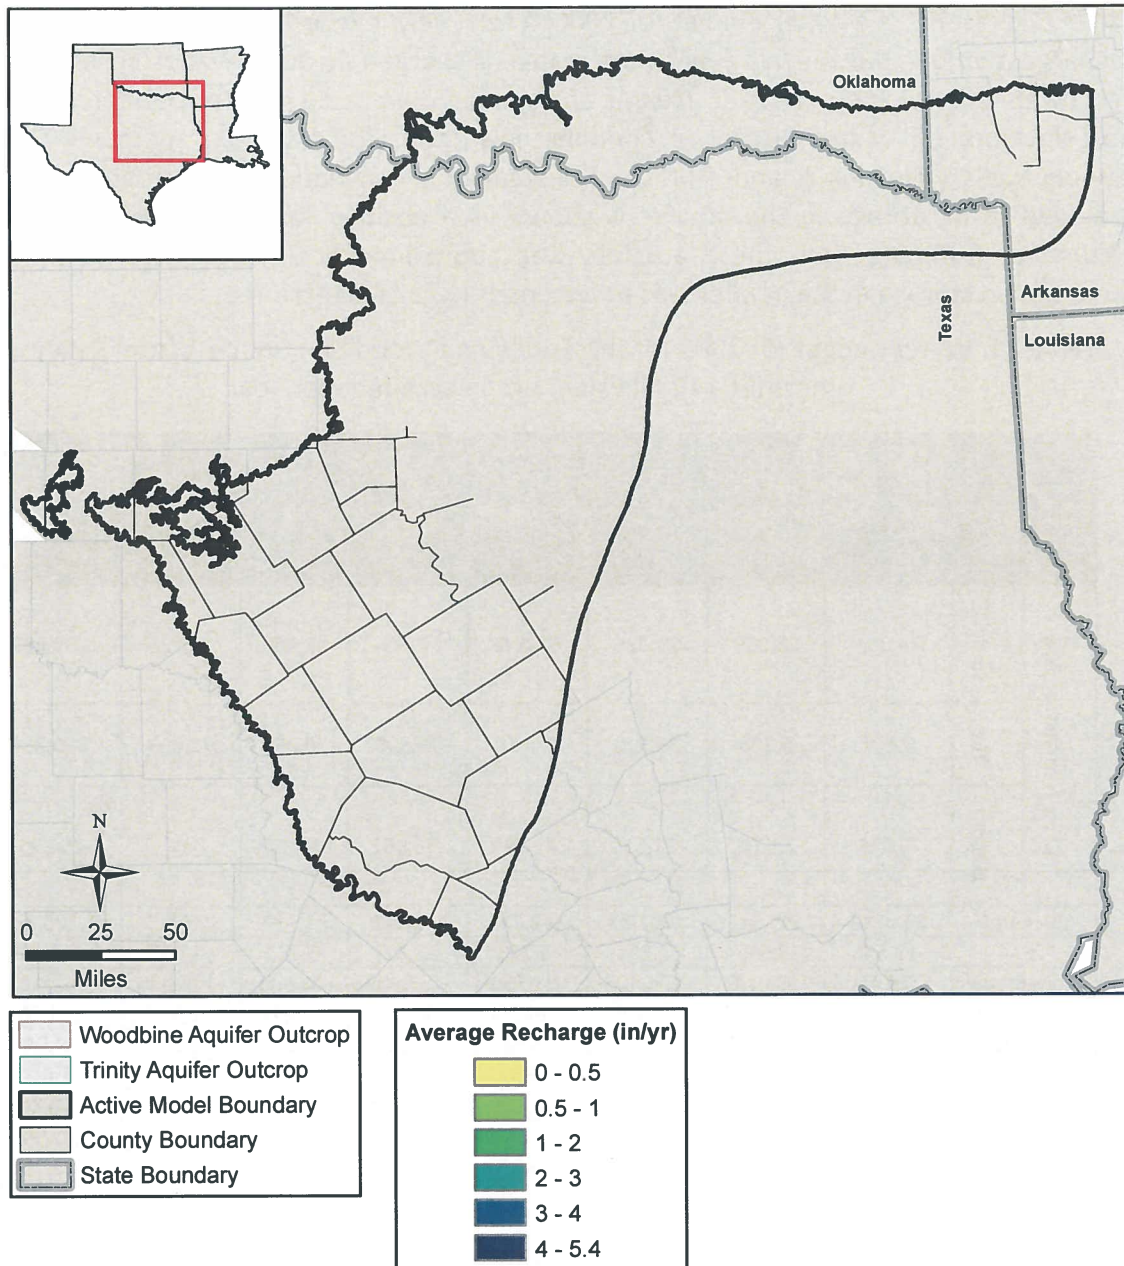 Oklahoma
Texas
Arkansas
Louisiana
N
0 25 50
Miles
Woodbine Aquifer Outcrop
Trinity Aquifer Outcrop
Active Model Boundary
County Boundary
State Boundary
Average Recharge (in/yr)
0 - 0.5
0.5 - 1
1 - 2
2 - 3
3 - 4
4 - 5.4